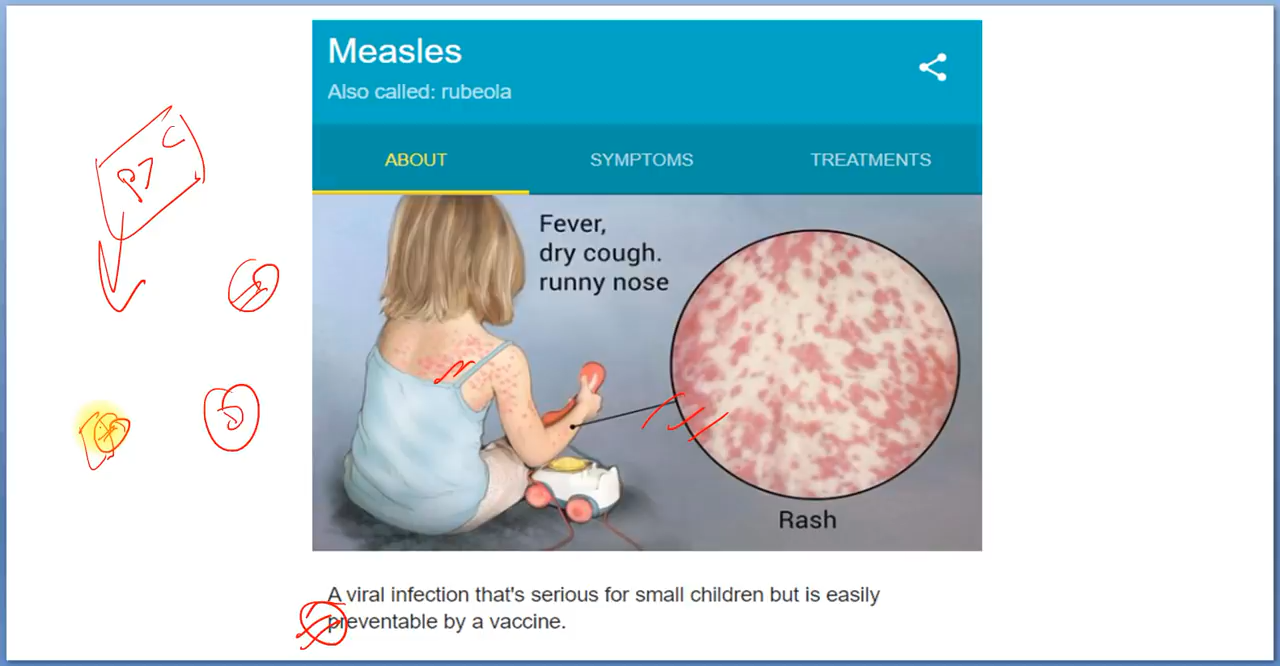 Measles
Also called: rubeola
ABOUT SYMPTOMS TREATMENTS
Fever,
dry cough.
runny nose
Rash
A viral infection that's serious for small children but is easily
preventable by a vaccine.